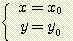 x = x₀
y = y₀